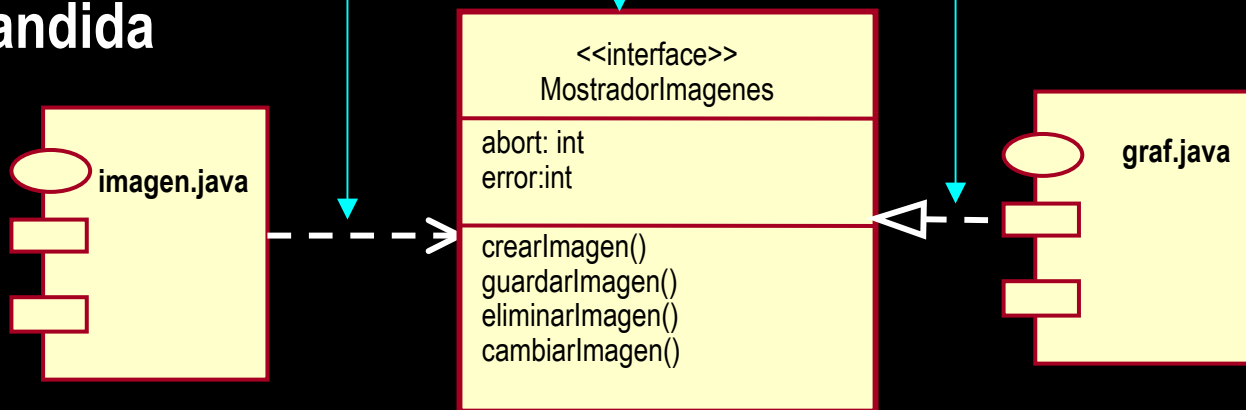 andida
<<interface>>
MostradorImagenes
abort: int
error:int
imagen.java
graf.java
crearImagen()
guardarImagen()
eliminarImagen()
cambiarImagen()